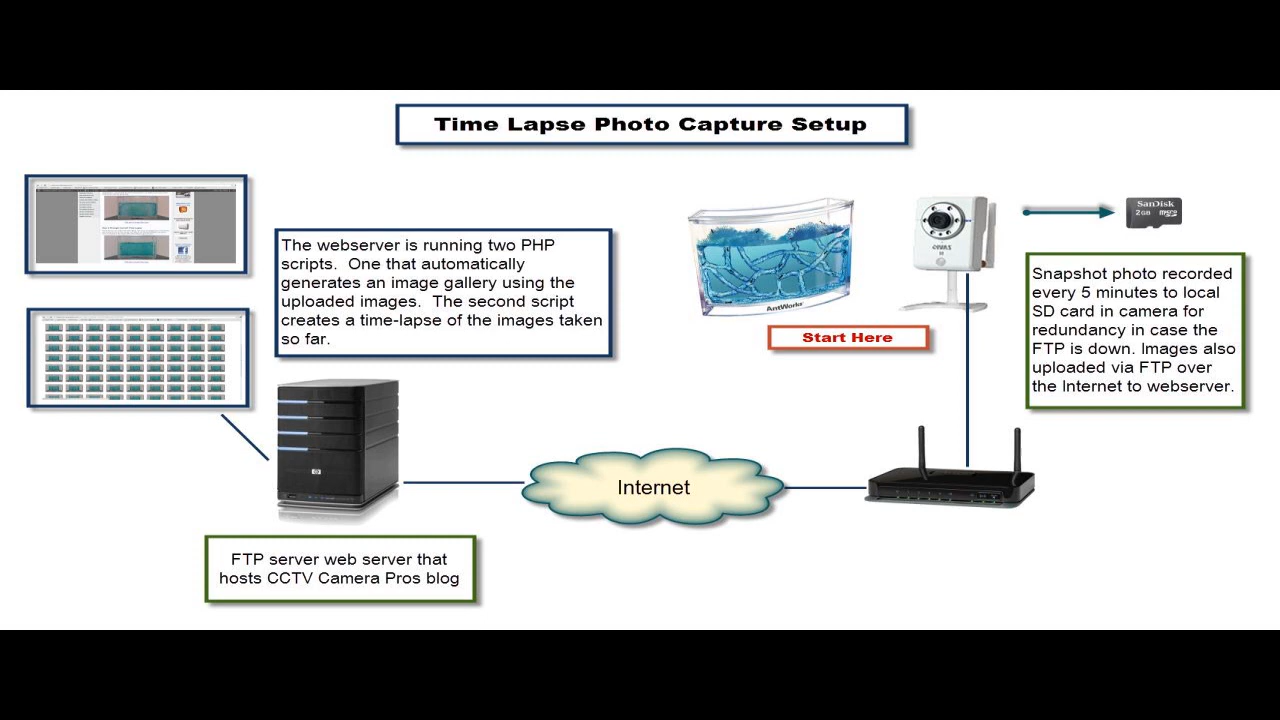 Time Lapse Photo Capture Setup
The webserver is running two PHP
scripts. One that automatically
generates an image gallery using the
uploaded images. The second script
creates a time-lapse of the images taken
so far.
AntWorks
Start Here
SanDisk
2GB micro
Snapshot photo recorded
every 5 minutes to local
SD card in camera for
redundancy in case the
FTP is down. Images also
uploaded via FTP over
the Internet to webserver.
hp
Internet
FTP server web server that
hosts CCTV Camera Pros blog